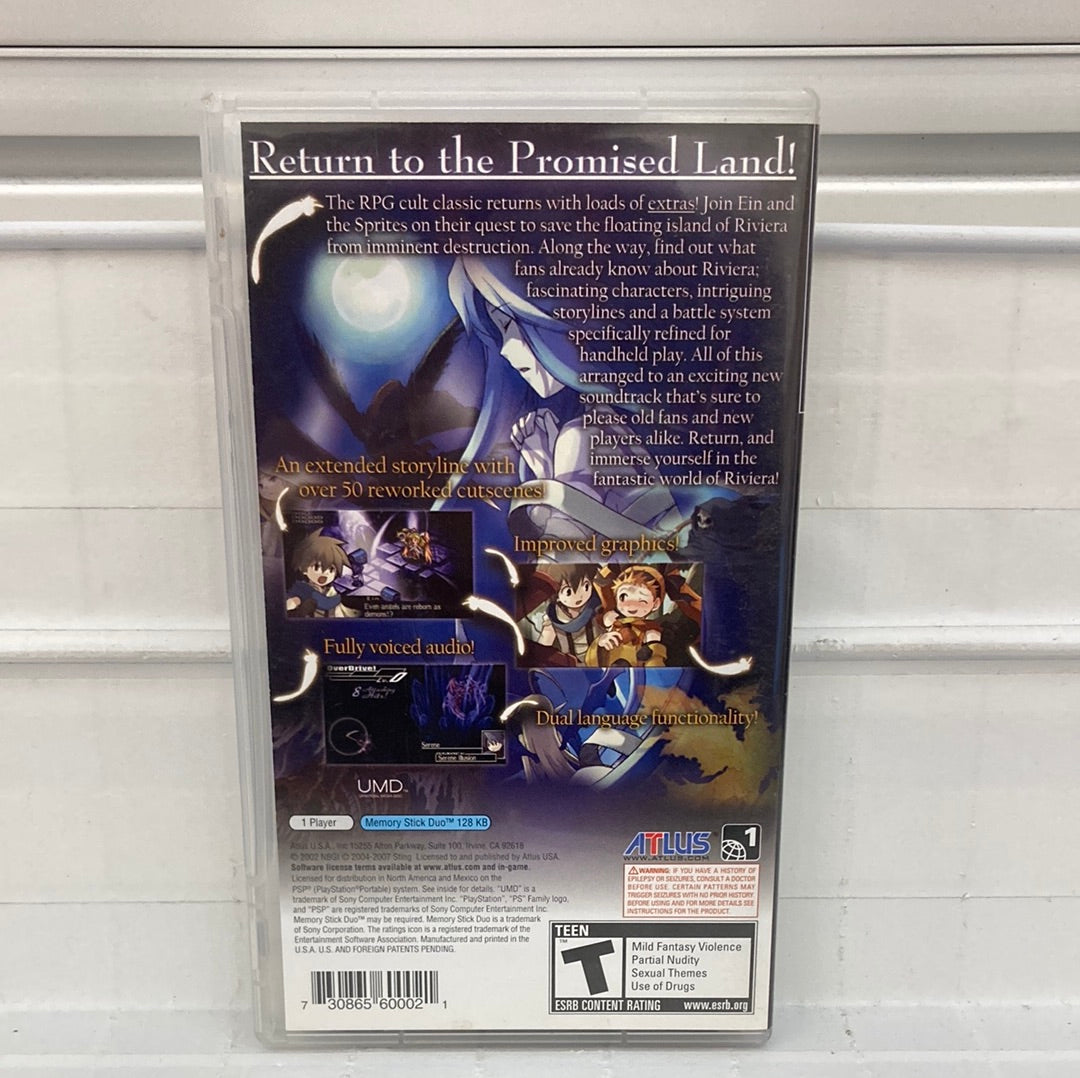 Return to the Promised Land!
The RPG cult classic returns with loads of extras! Join Ein and
the Sprites on their quest to save the floating island of Riviera
from imminent destruction. Along the way, find out what
fans already know about Riviera;
fascinating characters, intriguing
storylines and a battle system
specifically refined for
handheld play. All of this
arranged to an exciting new
soundtrack that's sure to
please old fans and new
players alike. Return, and
immerse yourself in the
fantastic world of Riviera!
An extended storyline with
over 50 reworked cutscenes!
Ein
Even angels are reborn as
demons!?
Improved graphics!
Fully voiced audio!
OverDrive!
Lv.0
8
Serene
Serene Illusion
Dual language functionality!
UMD™
1 Player
Memory Stick Duo™ 128 KB
ATLUS
WWW.ATLUS.COM
1
Atlus U.S.A., Inc 15255 Alton Parkway, Suite 100, Irvine, CA 92618
© 2002 NBGI © 2004-2007 Sting Licensed to and published by Atlus USA.
Software license terms available at www.atlus.com and in-game.
Licensed for distribution in North America and Mexico on the
PSP® (PlayStation®Portable) system. See inside for details. "UMD" is a
trademark of Sony Computer Entertainment Inc. "PlayStation", "PS" Family logo,
and "PSP" are registered trademarks of Sony Computer Entertainment Inc.
Memory Stick Duo™ may be required. Memory Stick Duo is a trademark
of Sony Corporation. The ratings icon is a registered trademark of the
Entertainment Software Association. Manufactured and printed in the
U.S.A. U.S. AND FOREIGN PATENTS PENDING.
WARNING: IF YOU HAVE A HISTORY OF
EPILEPSY OR SEIZURES, CONSULT A DOCTOR
BEFORE USE. CERTAIN PATTERNS MAY
TRIGGER SEIZURES WITH NO PRIOR HISTORY.
BEFORE USING AND FOR MORE DETAILS SEE
INSTRUCTIONS FOR THE PRODUCT.
TEEN
T™
Mild Fantasy Violence
Partial Nudity
Sexual Themes
Use of Drugs
ESRB CONTENT RATING www.esrb.org
7 30865 60002 1